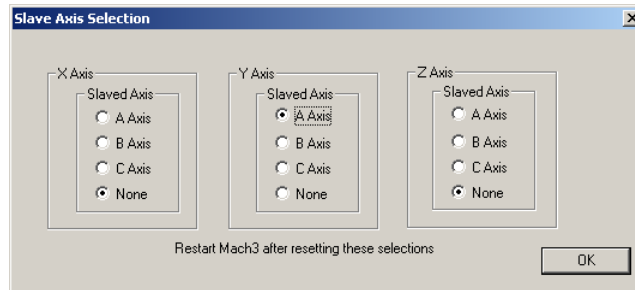 Slave Axis Selection
X Axis
Slaved Axis
A Axis
B Axis
C Axis
None
Y Axis
Slaved Axis
A Axis
B Axis
C Axis
None
Z Axis
Slaved Axis
A Axis
B Axis
C Axis
None
Restart Mach3 after resetting these selections
OK